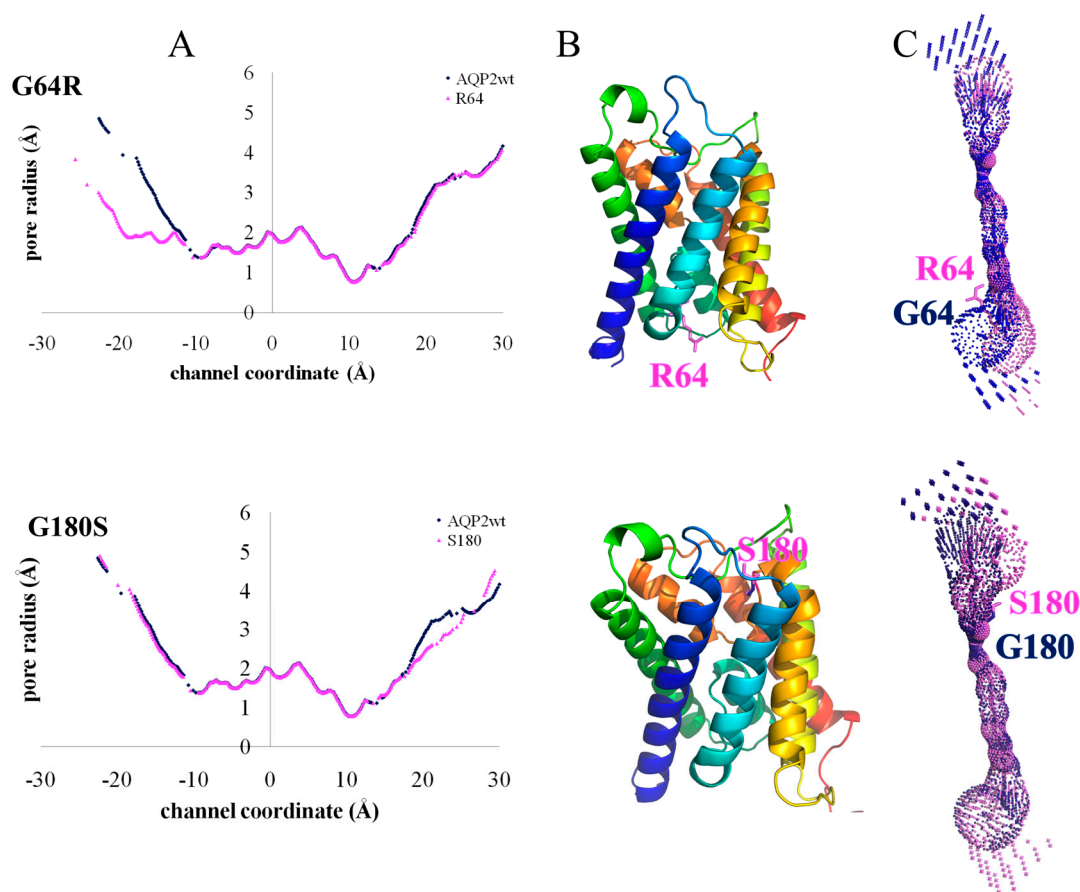 A
B
C
G64R
6
5
4
3
2
1
0
AQP2wt
R64
pore radius (Å)
-30
-20
-10
0
10
20
30
channel coordinate (Å)
R64
R64
G64
G180S
6
5
4
3
2
1
0
AQP2wt
S180
pore radius (Å)
-30
-20
-10
0
10
20
30
channel coordinate (Å)
S180
S180
G180